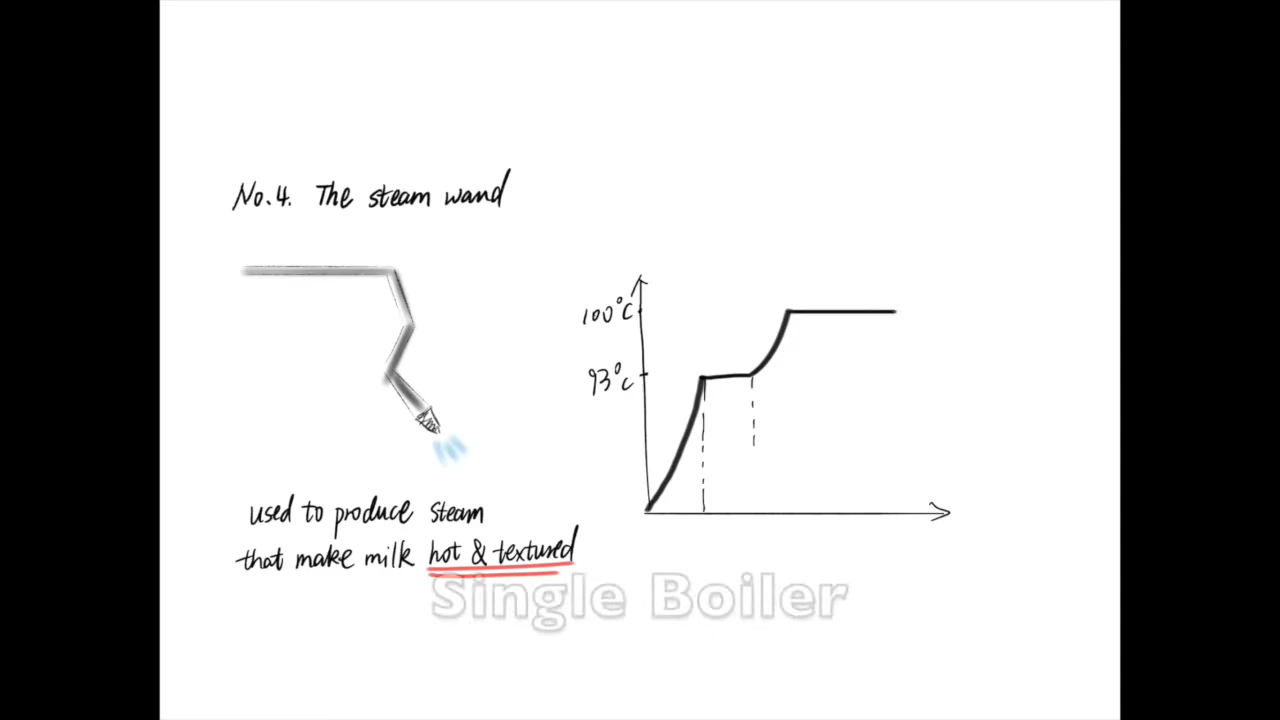 No.4. The steam wand
100°C
93°c
used to produce steam
that make milk hot & textured
Single Boiler